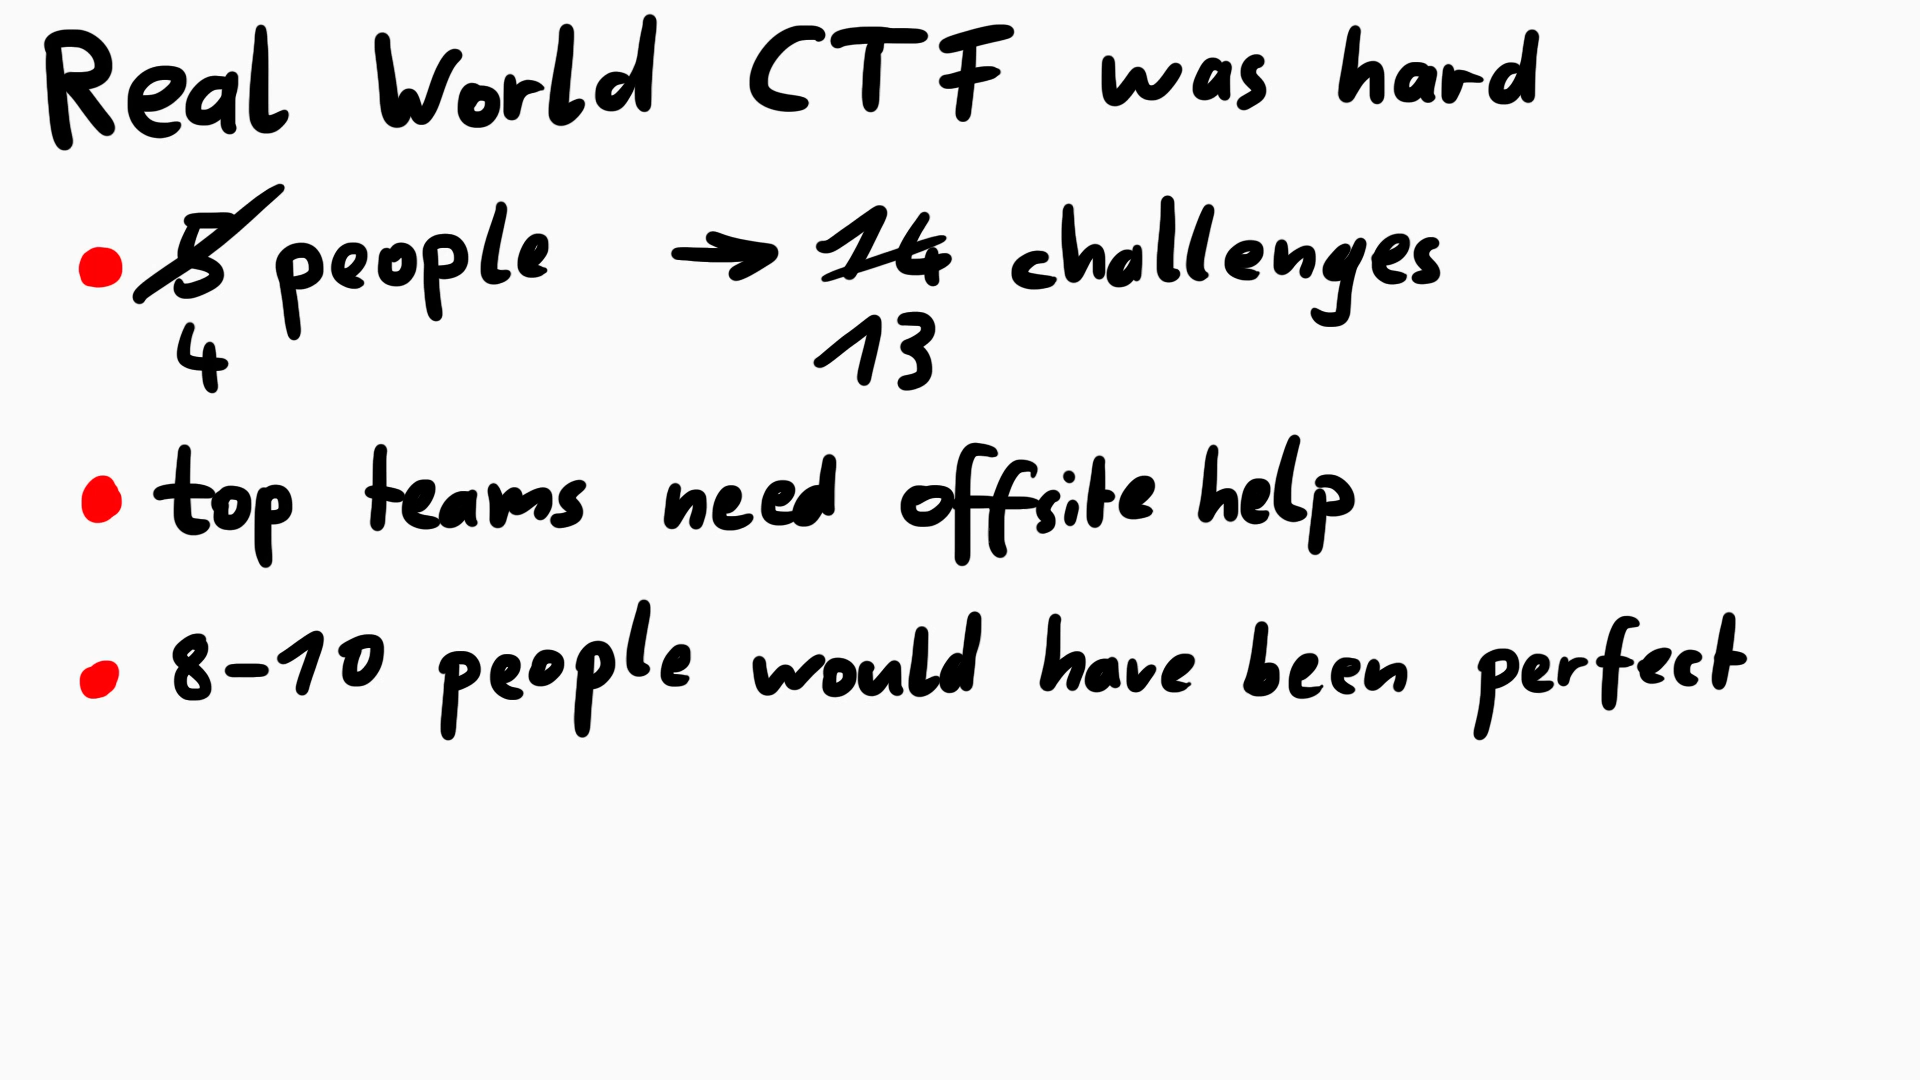 Real World CTF was hard
• 5 people → 14 challenges
4 13
• top teams need offsite help
• 8-10 people would have been perfect